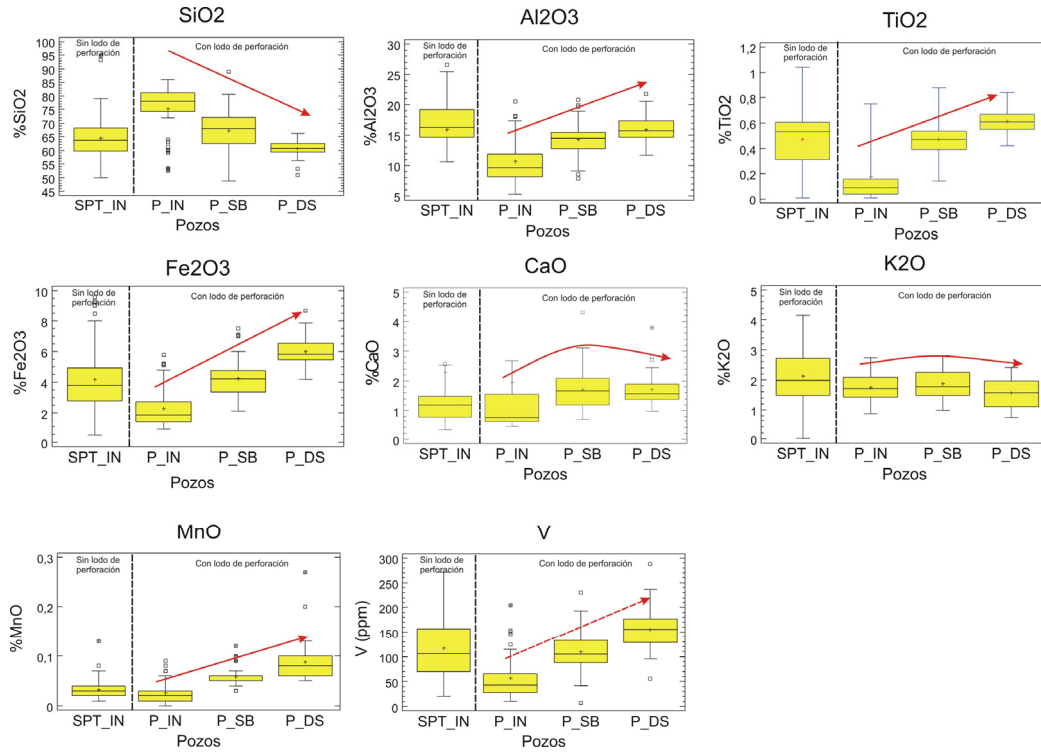 SiO2
Sin lodo de
perforación
Con lodo de perforación
%SiO2
100
95
90
85
80
75
70
65
60
55
50
45
SPT_IN P_IN P_SB P_DS
Pozos
Al2O3
Sin lodo de
perforación
Con lodo de perforación
%Al2O3
30
25
20
15
10
5
SPT_IN P_IN P_SB P_DS
Pozos
TiO2
Sin lodo de
perforación
Con lodo de perforación
%TiO2
1,2
1
0,8
0,6
0,4
0,2
0
SPT_IN P_IN P_SB P_DS
Pozos
Fe2O3
Sin lodo de
perforación
Con lodo de perforación
%Fe2O3
10
8
6
4
2
0
SPT_IN P_IN P_SB P_DS
Pozos
CaO
Sin lodo de
perforación
Con lodo de perforación
%CaO
5
4
3
2
1
0
SPT_IN P_IN P_SB P_DS
Pozos
K2O
Sin lodo de
perforación
Con lodo de perforación
%K2O
5
4
3
2
1
0
SPT_IN P_IN P_SB P_DS
Pozos
MnO
Sin lodo de
perforación
Con lodo de perforación
%MnO
0,3
0,2
0,1
0
SPT_IN P_IN P_SB P_DS
Pozos
V
Sin lodo de
perforación
Con lodo de perforación
V (ppm)
300
250
200
150
100
50
0
SPT_IN P_IN P_SB P_DS
Pozos